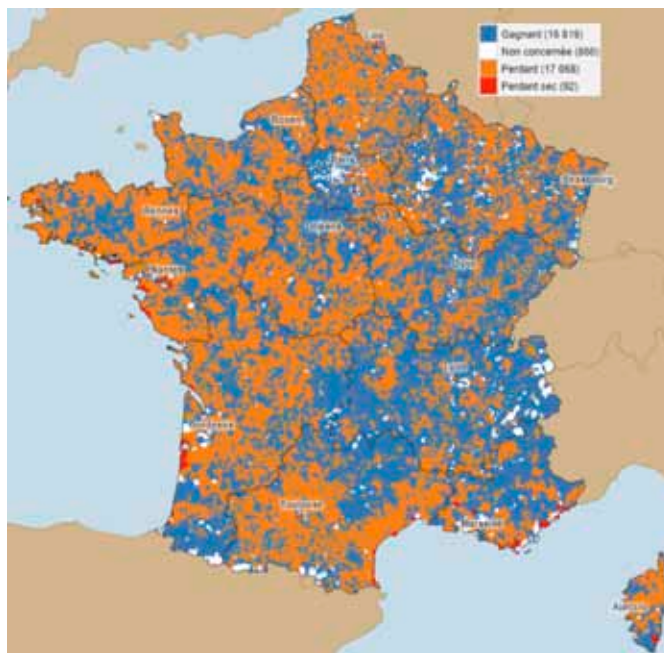 Gagnant (16 816)
Non concernée (600)
Perdant (17 068)
Perdant sec (92)
Lille
Rouen
Paris
Strasbourg
Rennes
Orléans
Nantes
Dijon
Lyon
Bordeaux
Toulouse
Marseille
Ajaccio